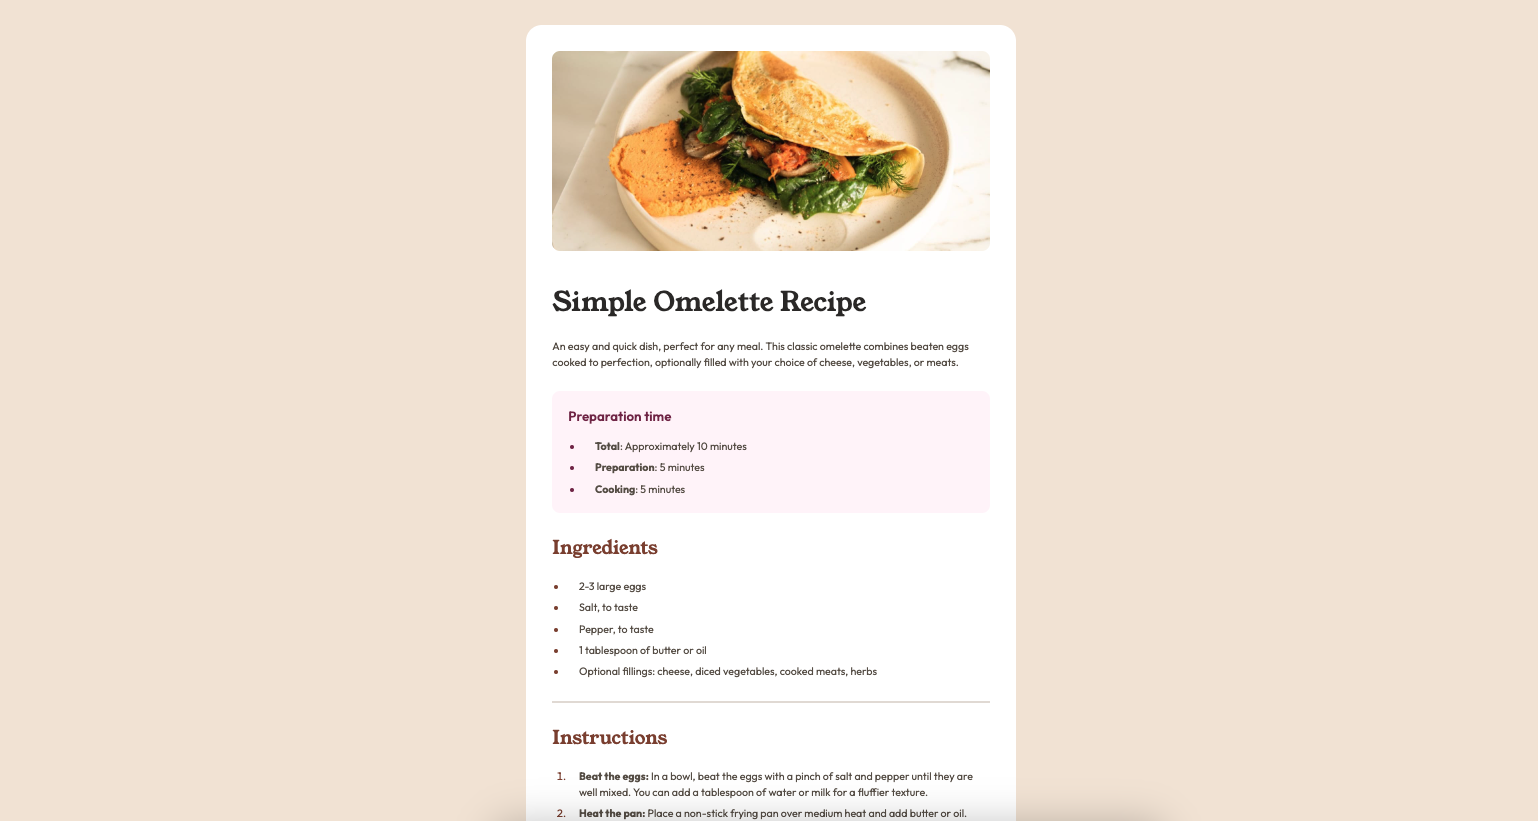 Simple Omelette Recipe
An easy and quick dish, perfect for any meal. This classic omelette combines beaten eggs
cooked to perfection, optionally filled with your choice of cheese, vegetables, or meats.
Preparation time
• Total: Approximately 10 minutes
• Preparation: 5 minutes
• Cooking: 5 minutes
Ingredients
• 2-3 large eggs
• Salt, to taste
• Pepper, to taste
• 1 tablespoon of butter or oil
• Optional fillings: cheese, diced vegetables, cooked meats, herbs
Instructions
1. Beat the eggs: In a bowl, beat the eggs with a pinch of salt and pepper until they are
well mixed. You can add a tablespoon of water or milk for a fluffier texture.
2. Heat the pan: Place a non-stick frying pan over medium heat and add butter or oil.